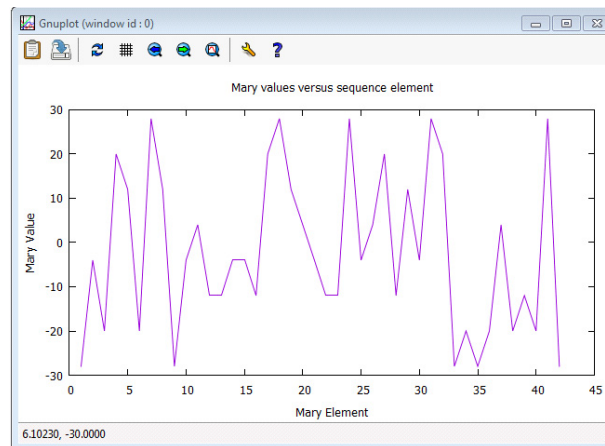 Gnuplot (window id : 0)
?
Mary values versus sequence element
30
20
10
0
-10
-20
-30
Mary Value
0 5 10 15 20 25 30 35 40 45
Mary Element
6.10230, -30.0000